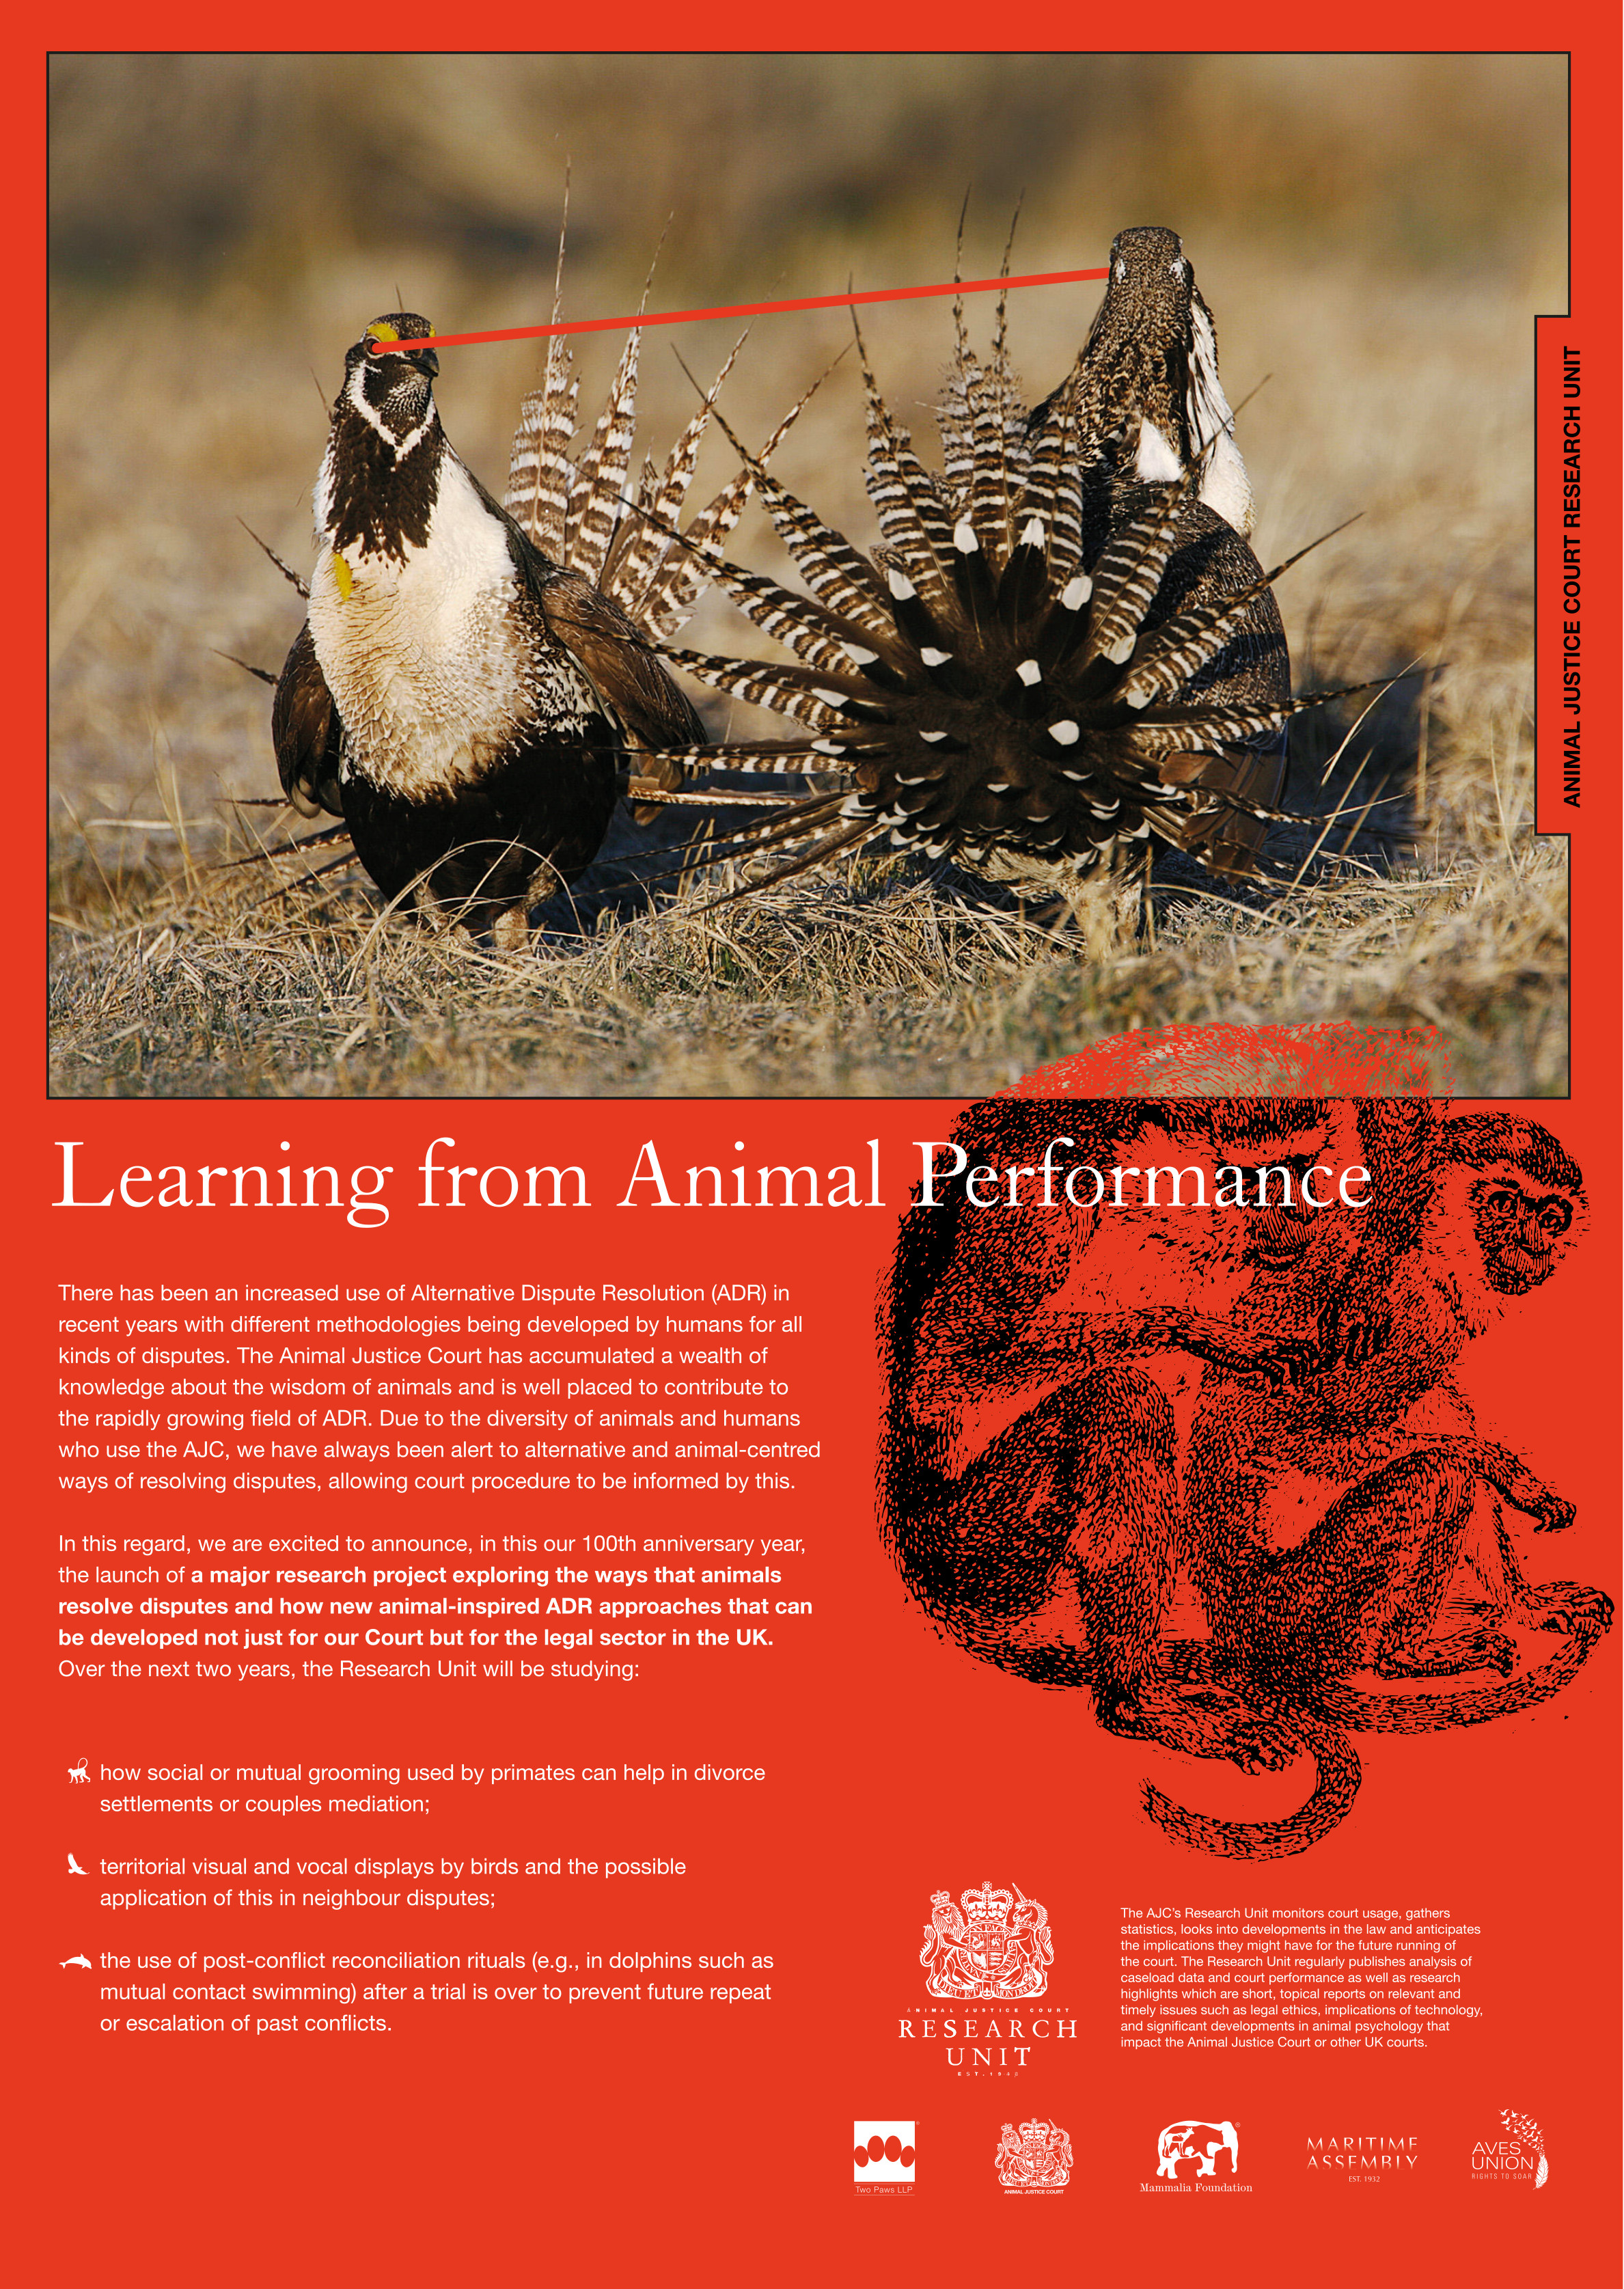 ANIMAL JUSTICE COURT RESEARCH UNIT
Learning from Animal Performance
There has been an increased use of Alternative Dispute Resolution (ADR) in
recent years with different methodologies being developed by humans for all
kinds of disputes. The Animal Justice Court has accumulated a wealth of
knowledge about the wisdom of animals and is well placed to contribute to
the rapidly growing field of ADR. Due to the diversity of animals and humans
who use the AJC, we have always been alert to alternative and animal-centred
ways of resolving disputes, allowing court procedure to be informed by this.
In this regard, we are excited to announce, in this our 100th anniversary year,
the launch of a major research project exploring the ways that animals
resolve disputes and how new animal-inspired ADR approaches that can
be developed not just for our Court but for the legal sector in the UK.
Over the next two years, the Research Unit will be studying:
how social or mutual grooming used by primates can help in divorce
settlements or couples mediation;
territorial visual and vocal displays by birds and the possible
application of this in neighbour disputes;
the use of post-conflict reconciliation rituals (e.g., in dolphins such as
mutual contact swimming) after a trial is over to prevent future repeat
or escalation of past conflicts.
ANIMAL JUSTICE COURT
RESEARCH
UNIT
The AJC's Research Unit monitors court usage, gathers
statistics, looks into developments in the law and anticipates
the implications they might have for the future running of
the court. The Research Unit regularly publishes analysis of
caseload data and court performance as well as research
highlights which are short, topical reports on relevant and
timely issues such as legal ethics, implications of technology,
and significant developments in animal psychology that
impact the Animal Justice Court or other UK courts.
Two Paws LLP
ANIMAL JUSTICE COURT
Mammalia Foundation
MARITIME
ASSEMBLY
EST. 1932
AVES
UNION
RIGHTS TO SOAR